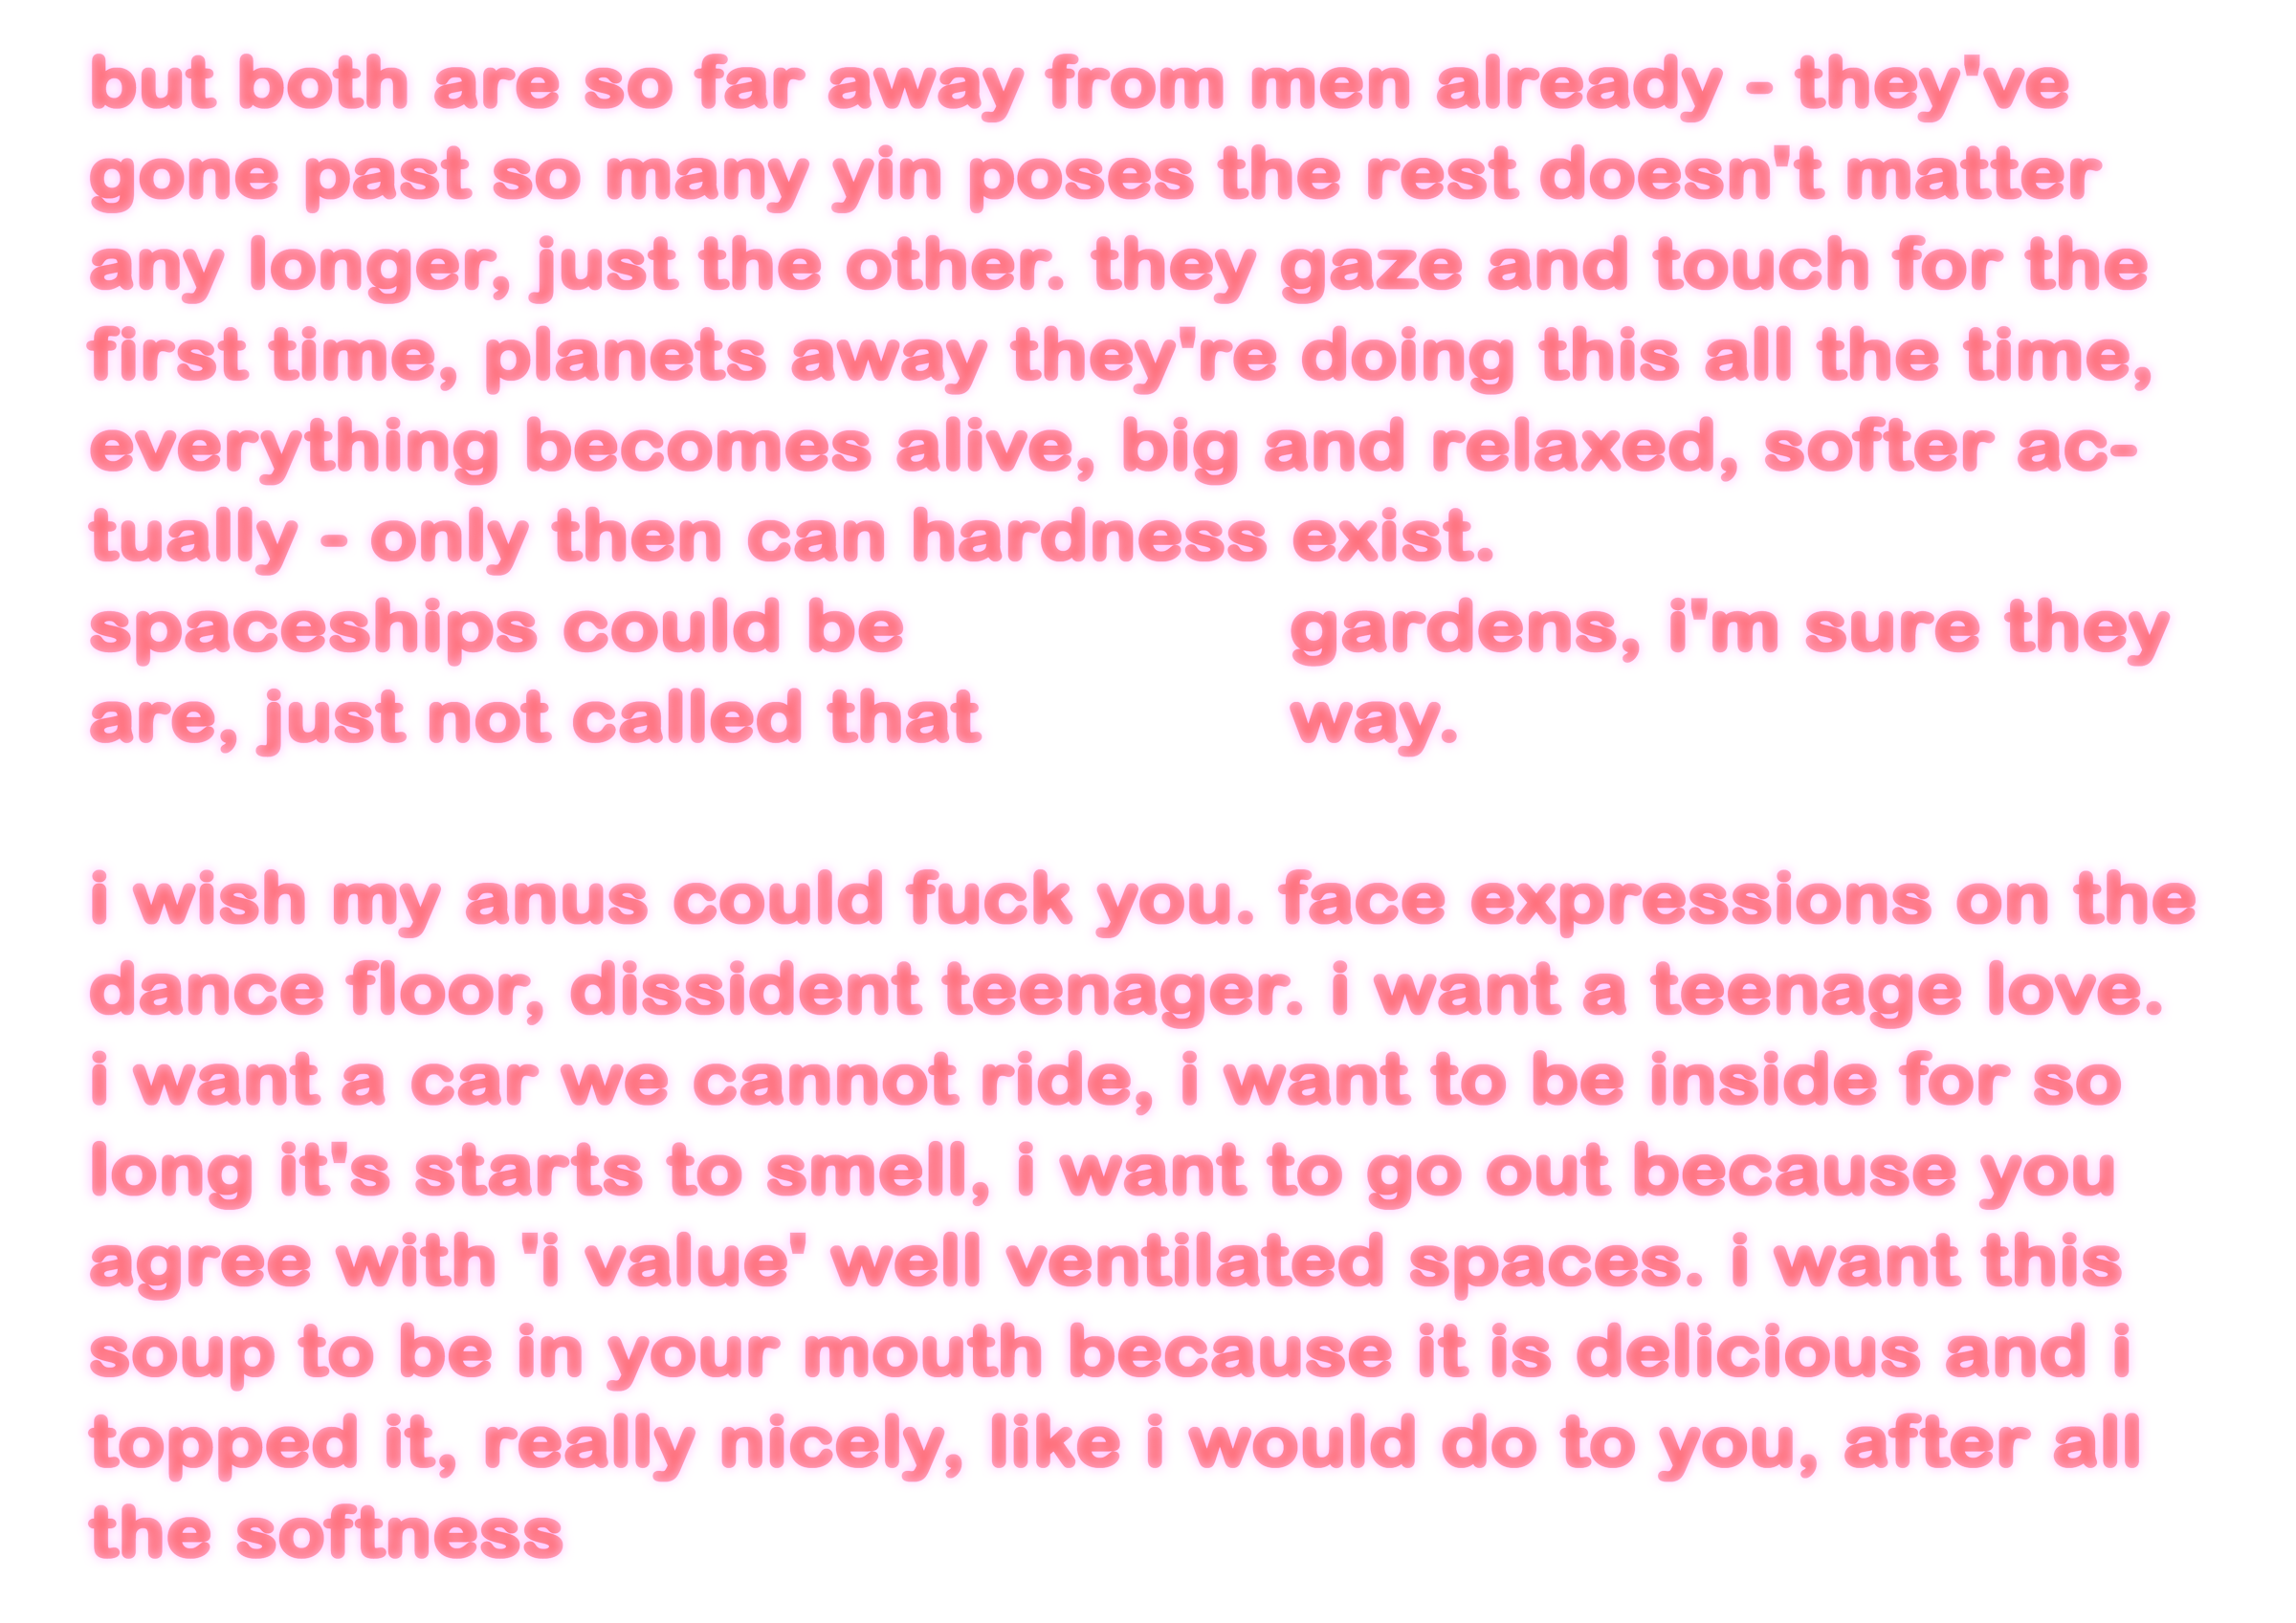 but both are so far away from men already - they've
gone past so many yin poses the rest doesn't matter
any longer, just the other. they gaze and touch for the
first time, planets away they're doing this all the time,
everything becomes alive, big and relaxed, softer ac-
tually - only then can hardness exist.
spaceships could be gardens, i'm sure they
are, just not called that way.

i wish my anus could fuck you. face expressions on the
dance floor, dissident teenager. i want a teenage love.
i want a car we cannot ride, i want to be inside for so
long it's starts to smell, i want to go out because you
agree with 'i value' well ventilated spaces. i want this
soup to be in your mouth because it is delicious and i
topped it, really nicely, like i would do to you, after all
the softness